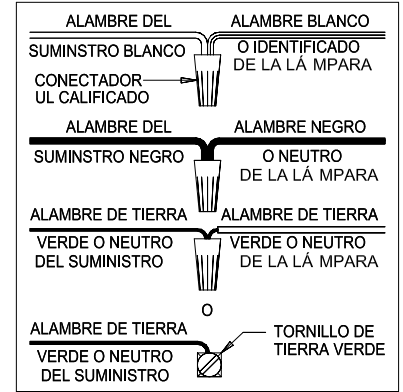 ALAMBRE DEL
SUMINSTRO BLANCO
ALAMBRE BLANCO
O IDENTIFICADO
DE LA LÁ MPARA
CONECTADOR
UL CALIFICADO
ALAMBRE DEL
SUMINSTRO NEGRO
ALAMBRE NEGRO
O NEUTRO
DE LA LÁ MPARA
ALAMBRE DE TIERRA
VERDE O NEUTRO
DEL SUMINISTRO
ALAMBRE DE TIERRA
VERDE O NEUTRO
DE LA LÁ MPARA
O
ALAMBRE DE TIERRA
VERDE O NEUTRO
DEL SUMINISTRO
TORNILLO DE
TIERRA VERDE